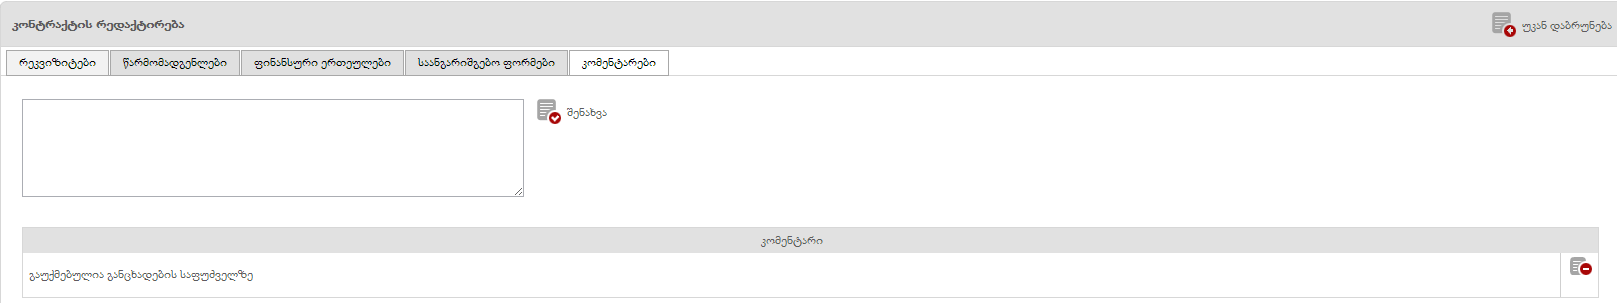 კონტრაქტის რედაქტირება
უკან დაბრუნება
რეკვიზიტები წარმომადგენლები ფინანსური ერთეულები საანგარიშგებო ფორმები კომენტარები
შენახვა
კომენტარი
გაუქმებულია განცხადების საფუძველზე